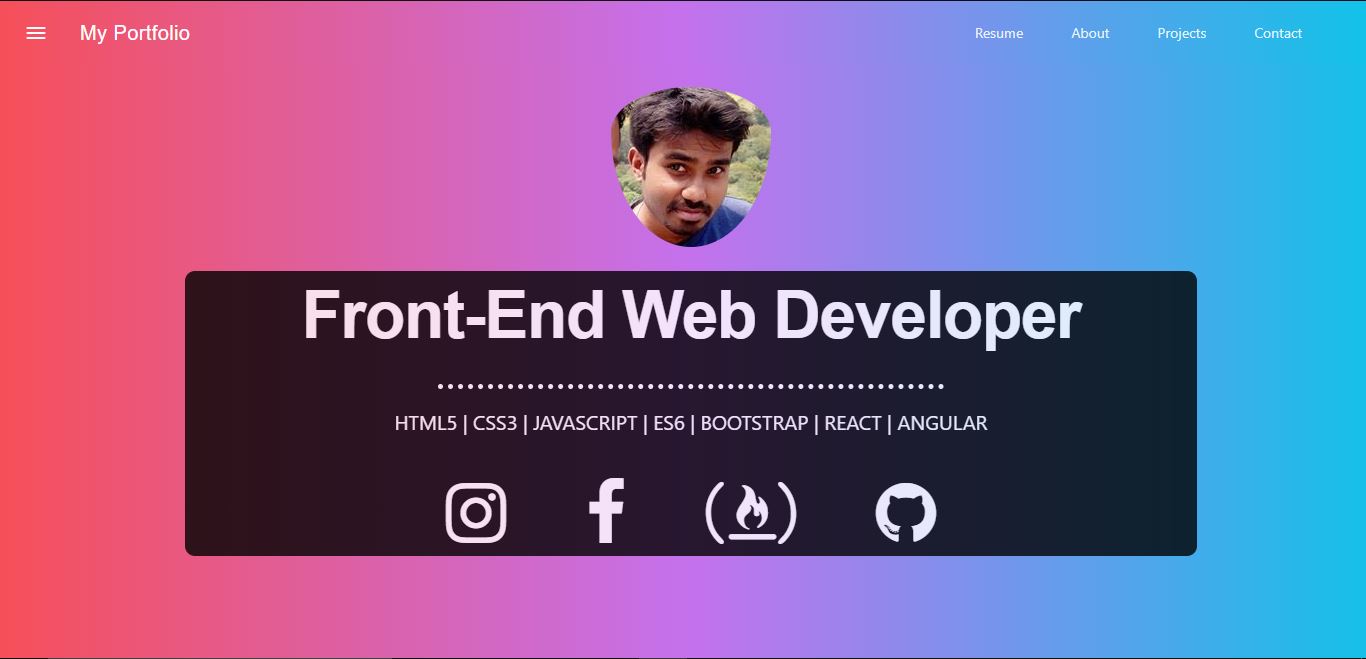 My Portfolio
Resume About Projects Contact
Front-End Web Developer
HTML5 | CSS3 | JAVASCRIPT | ES6 | BOOTSTRAP | REACT | ANGULAR